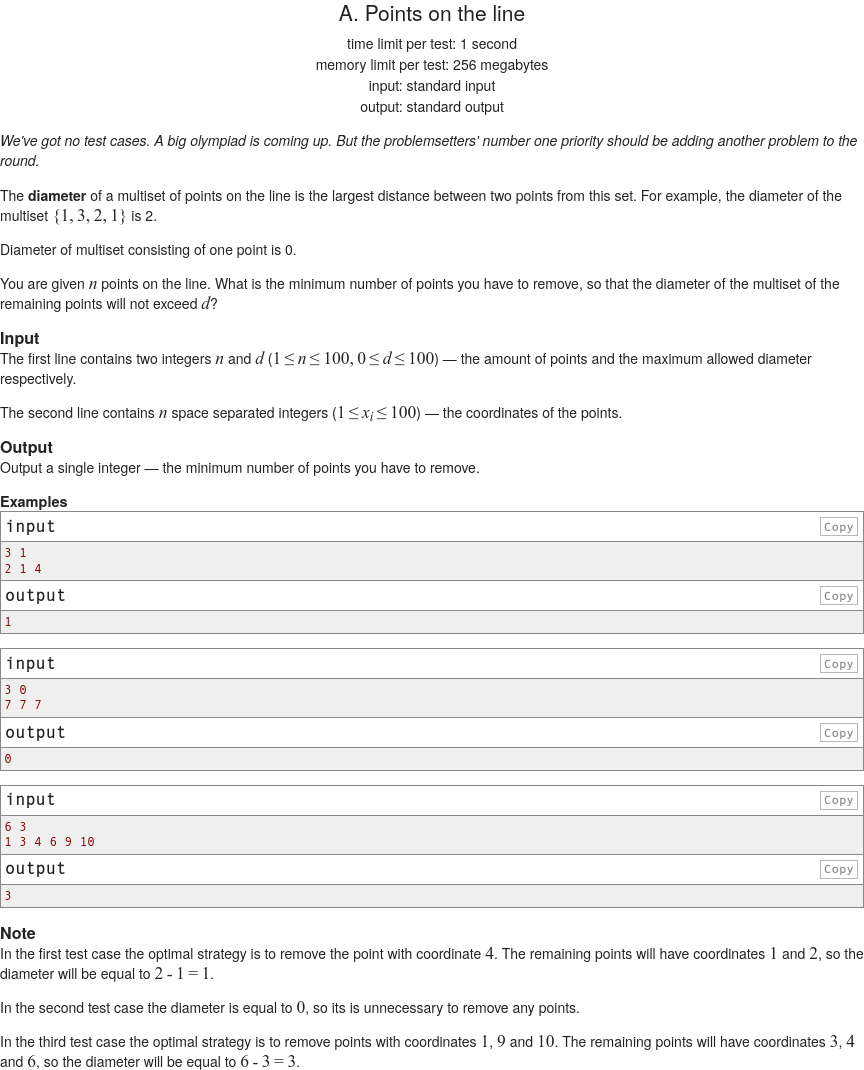 A. Points on the line
time limit per test: 1 second
memory limit per test: 256 megabytes
input: standard input
output: standard output
We've got no test cases. A big olympiad is coming up. But the problemsetters' number one priority should be adding another problem to the
round.
The diameter of a multiset of points on the line is the largest distance between two points from this set. For example, the diameter of the
multiset {1, 3, 2, 1} is 2.
Diameter of multiset consisting of one point is 0.
You are given n points on the line. What is the minimum number of points you have to remove, so that the diameter of the multiset of the
remaining points will not exceed d?
Input
The first line contains two integers n and d (1 ≤ n ≤ 100, 0 ≤ d ≤ 100) — the amount of points and the maximum allowed diameter
respectively.
The second line contains n space separated integers (1 ≤ xi ≤ 100) — the coordinates of the points.
Output
Output a single integer — the minimum number of points you have to remove.
Examples
input Copy
3 1
2 1 4
output Copy
1
input Copy
3 0
7 7 7
output Copy
0
input Copy
6 3
1 3 4 6 9 10
output Copy
3
Note
In the first test case the optimal strategy is to remove the point with coordinate 4. The remaining points will have coordinates 1 and 2, so the
diameter will be equal to 2 - 1 = 1.
In the second test case the diameter is equal to 0, so its is unnecessary to remove any points.
In the third test case the optimal strategy is to remove points with coordinates 1, 9 and 10. The remaining points will have coordinates 3, 4
and 6, so the diameter will be equal to 6 - 3 = 3.